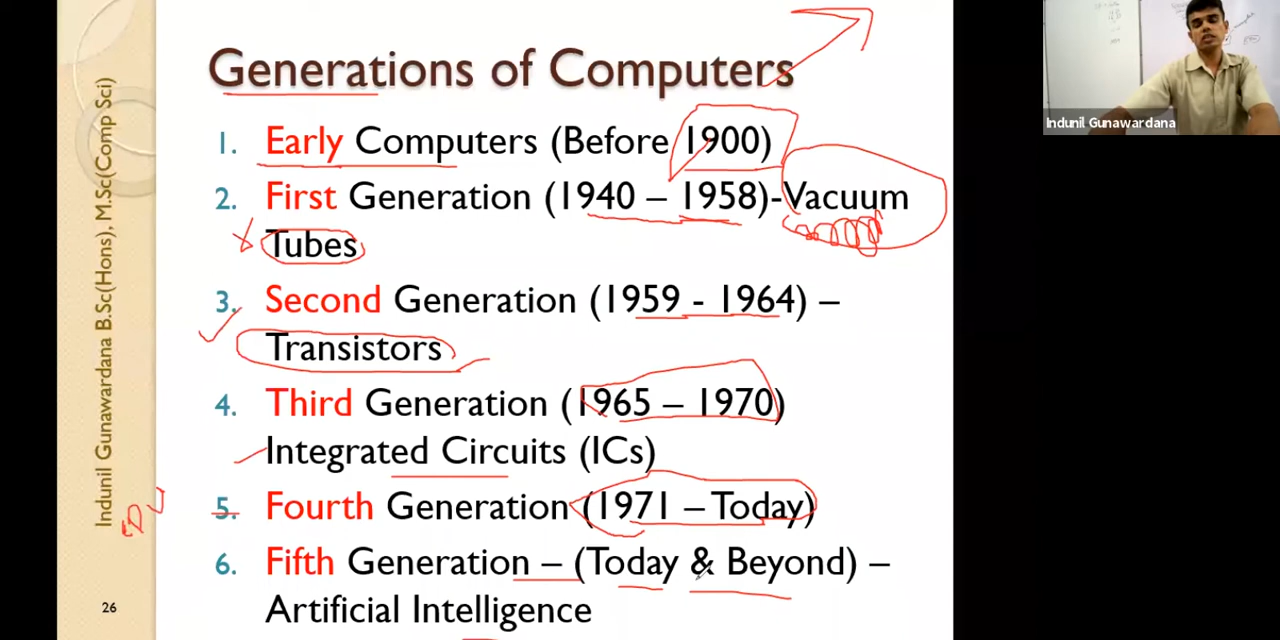 Generations of Computers
1. Early Computers (Before 1900)
2. First Generation (1940 – 1958)-Vacuum
Tubes
3. Second Generation (1959 - 1964) –
Transistors
4. Third Generation (1965 – 1970)
Integrated Circuits (ICs)
5. Fourth Generation (1971 – Today)
6. Fifth Generation – (Today & Beyond) –
Artificial Intelligence
Indunil Gunawardana B.Sc(Hons), M.Sc(Comp Sci)
26
Indunil Gunawardana